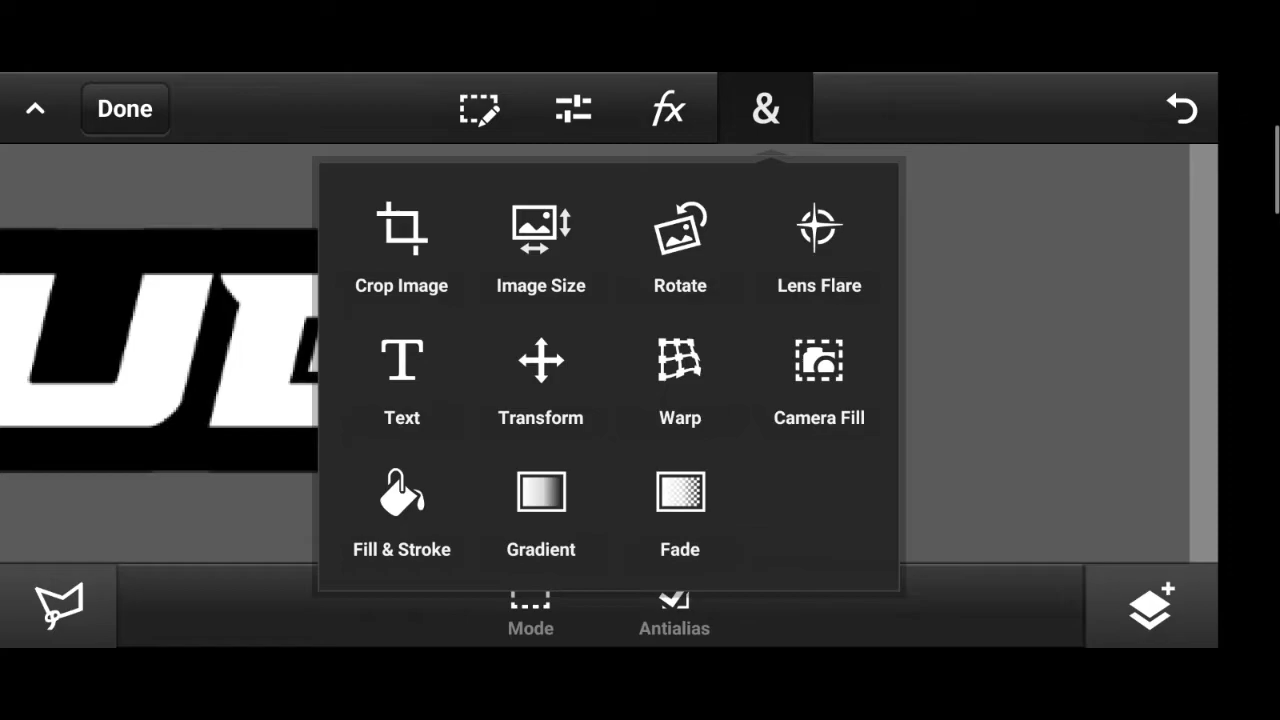 Done fx &
Crop Image Image Size Rotate Lens Flare
T
Text Transform Warp Camera Fill
Fill & Stroke Gradient Fade
Mode Antialias